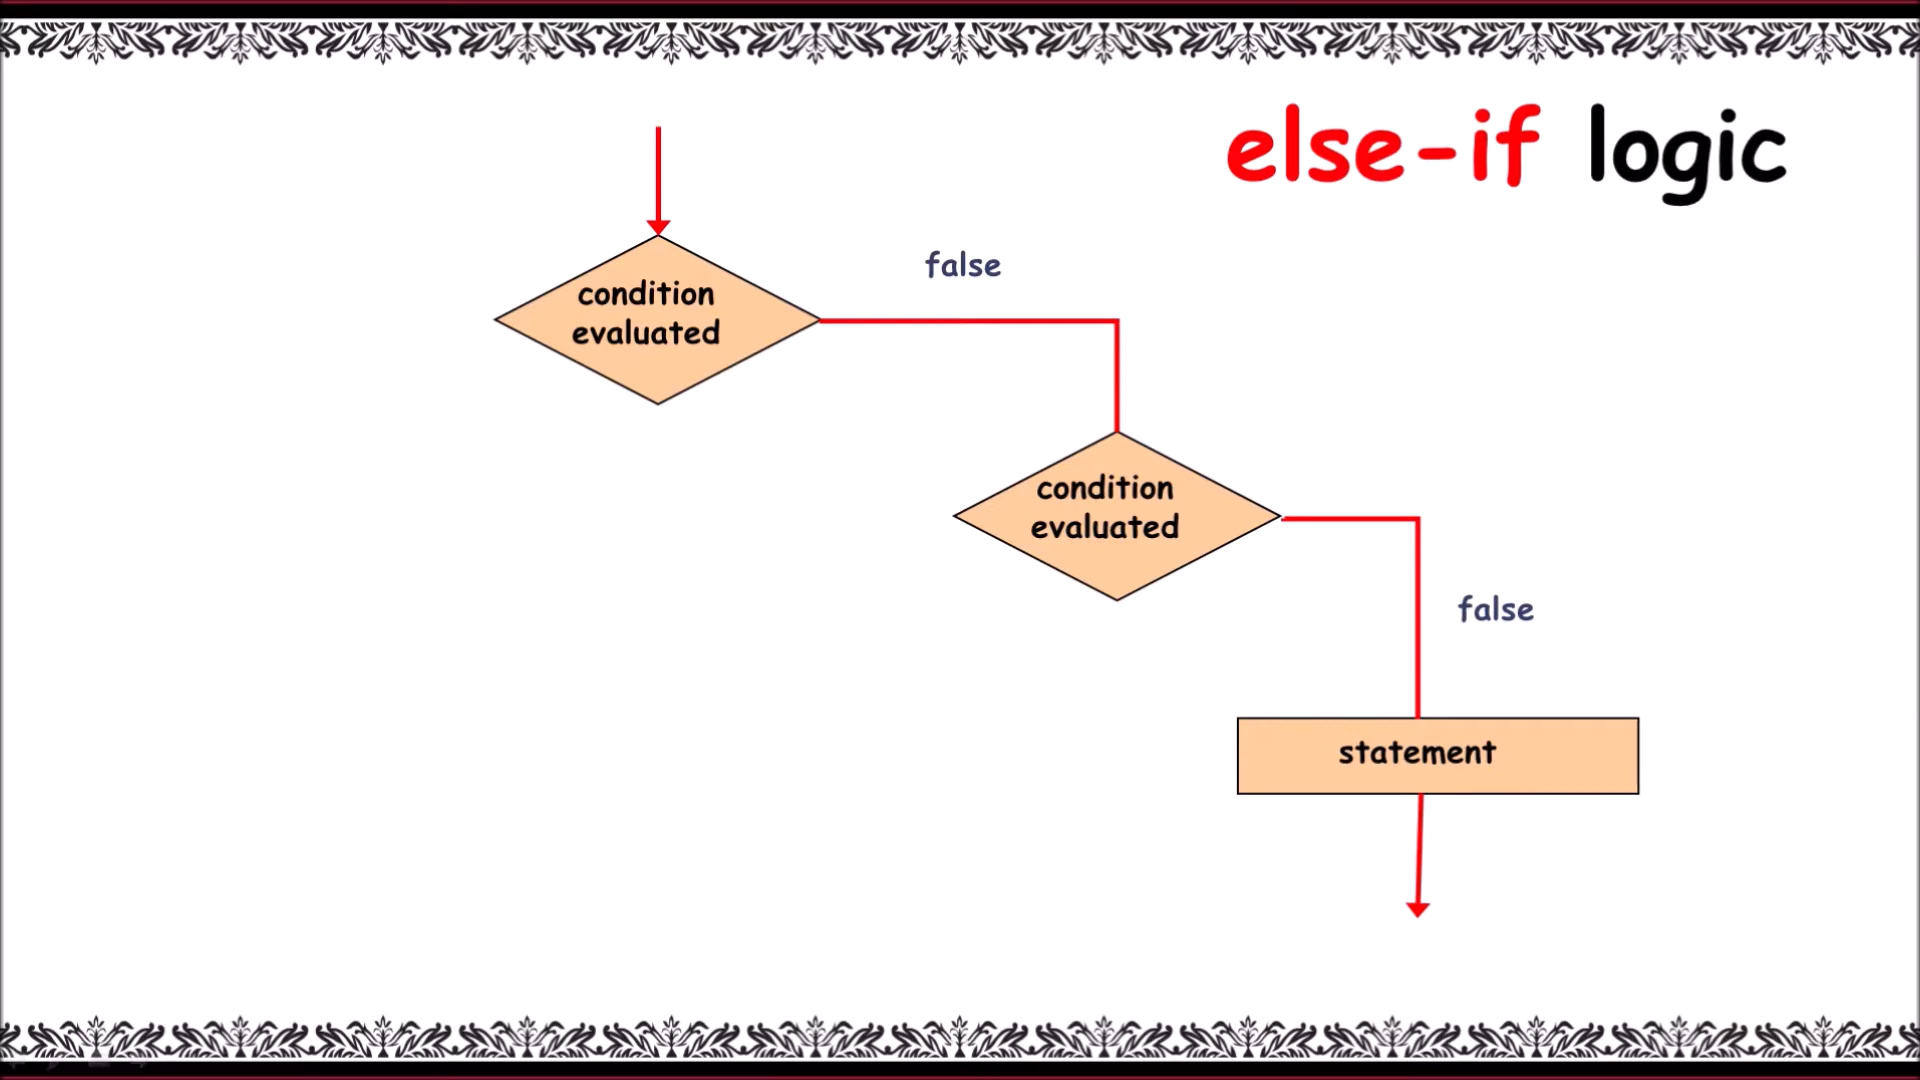 else-if logic
false
condition
evaluated
condition
evaluated
false
statement